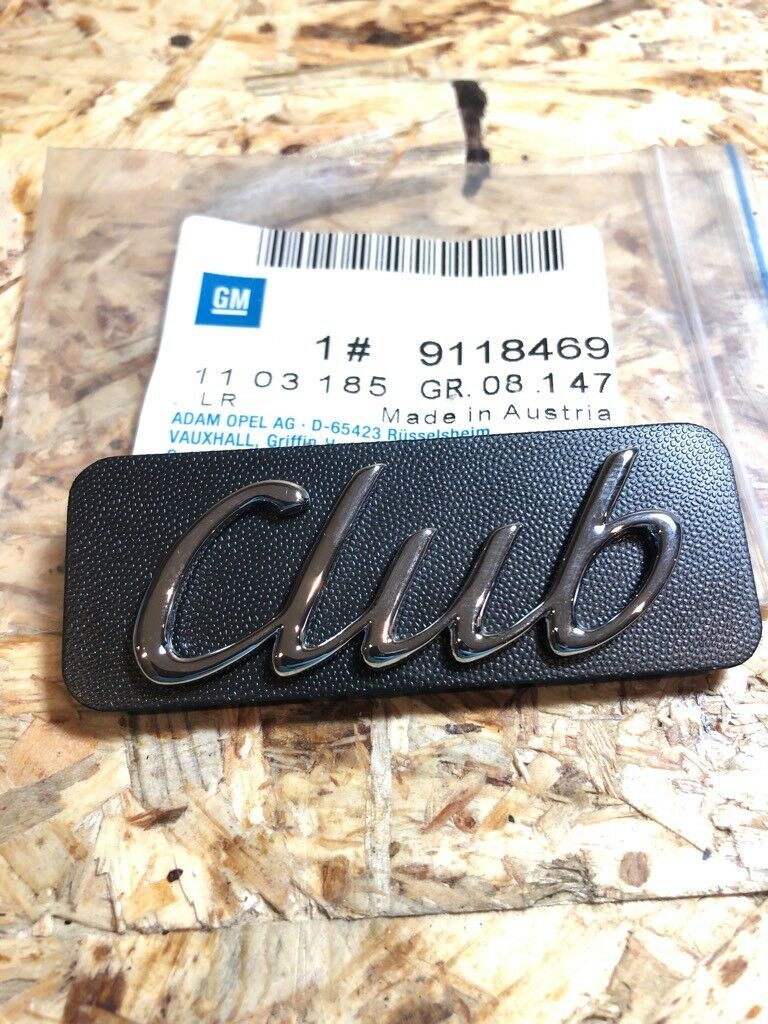 GM
1# 9118469
11 03 185 GR. 08.147
LR Made in Austria
ADAM OPEL AG · D-65423 Rüsselsheim
VAUXHALL, Griffin
Club